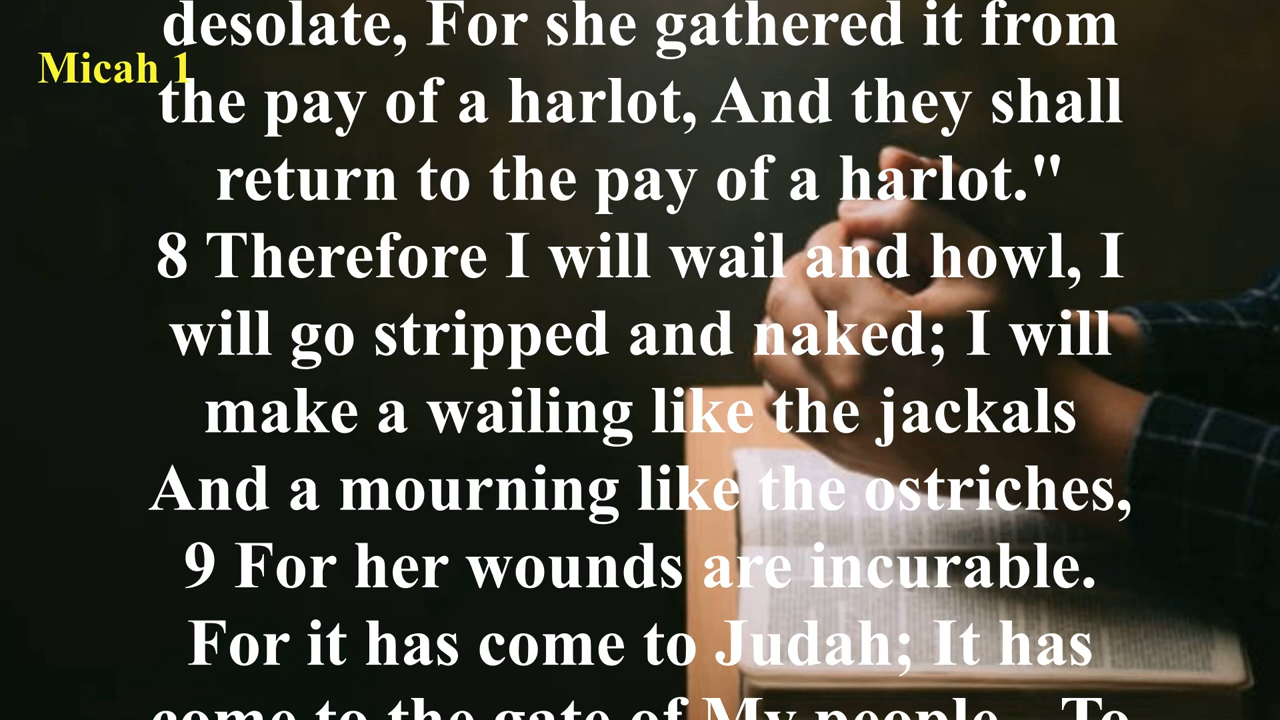 desolate, For she gathered it from
Micah 1
the pay of a harlot, And they shall
return to the pay of a harlot."
8 Therefore I will wail and howl, I
will go stripped and naked; I will
make a wailing like the jackals
And a mourning like the ostriches,
9 For her wounds are incurable.
For it has come to Judah; It has
come to the gate of My people— To